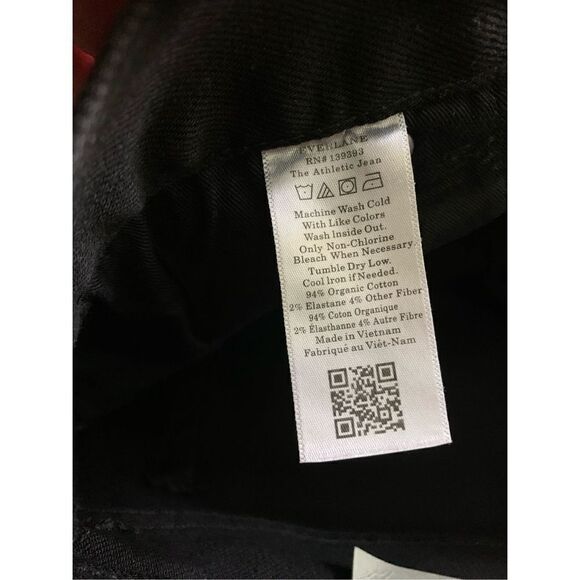 EVERLANE
RN# 139393
The Athletic Jean
Machine Wash Cold
With Like Colors
Wash Inside Out.
Only Non-Chlorine
Bleach When Necessary
Tumble Dry Low.
Cool Iron if Needed.
94% Organic Cotton
2% Elastane 4% Other Fiber
94% Coton Organique
2% Élasthanne 4% Autre Fibre
Made in Vietnam
Fabriqué au Việt-Nam